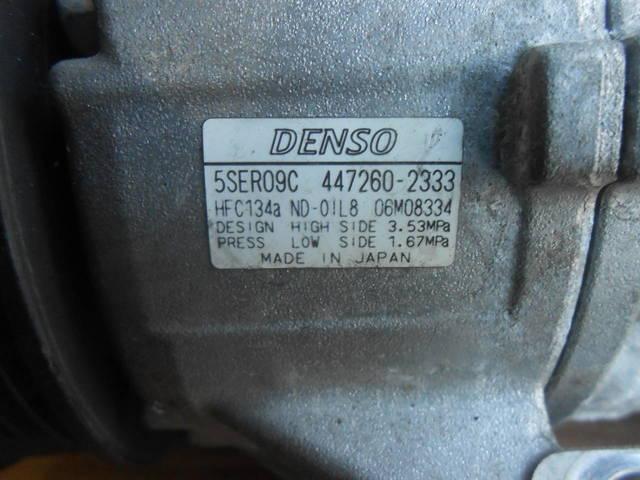 DENSO
5SER09C 447260-2333
HFC134a ND-OIL8 06M08334
DESIGN HIGH SIDE 3.53MPa
PRESS LOW SIDE 1.67MPa
MADE IN JAPAN